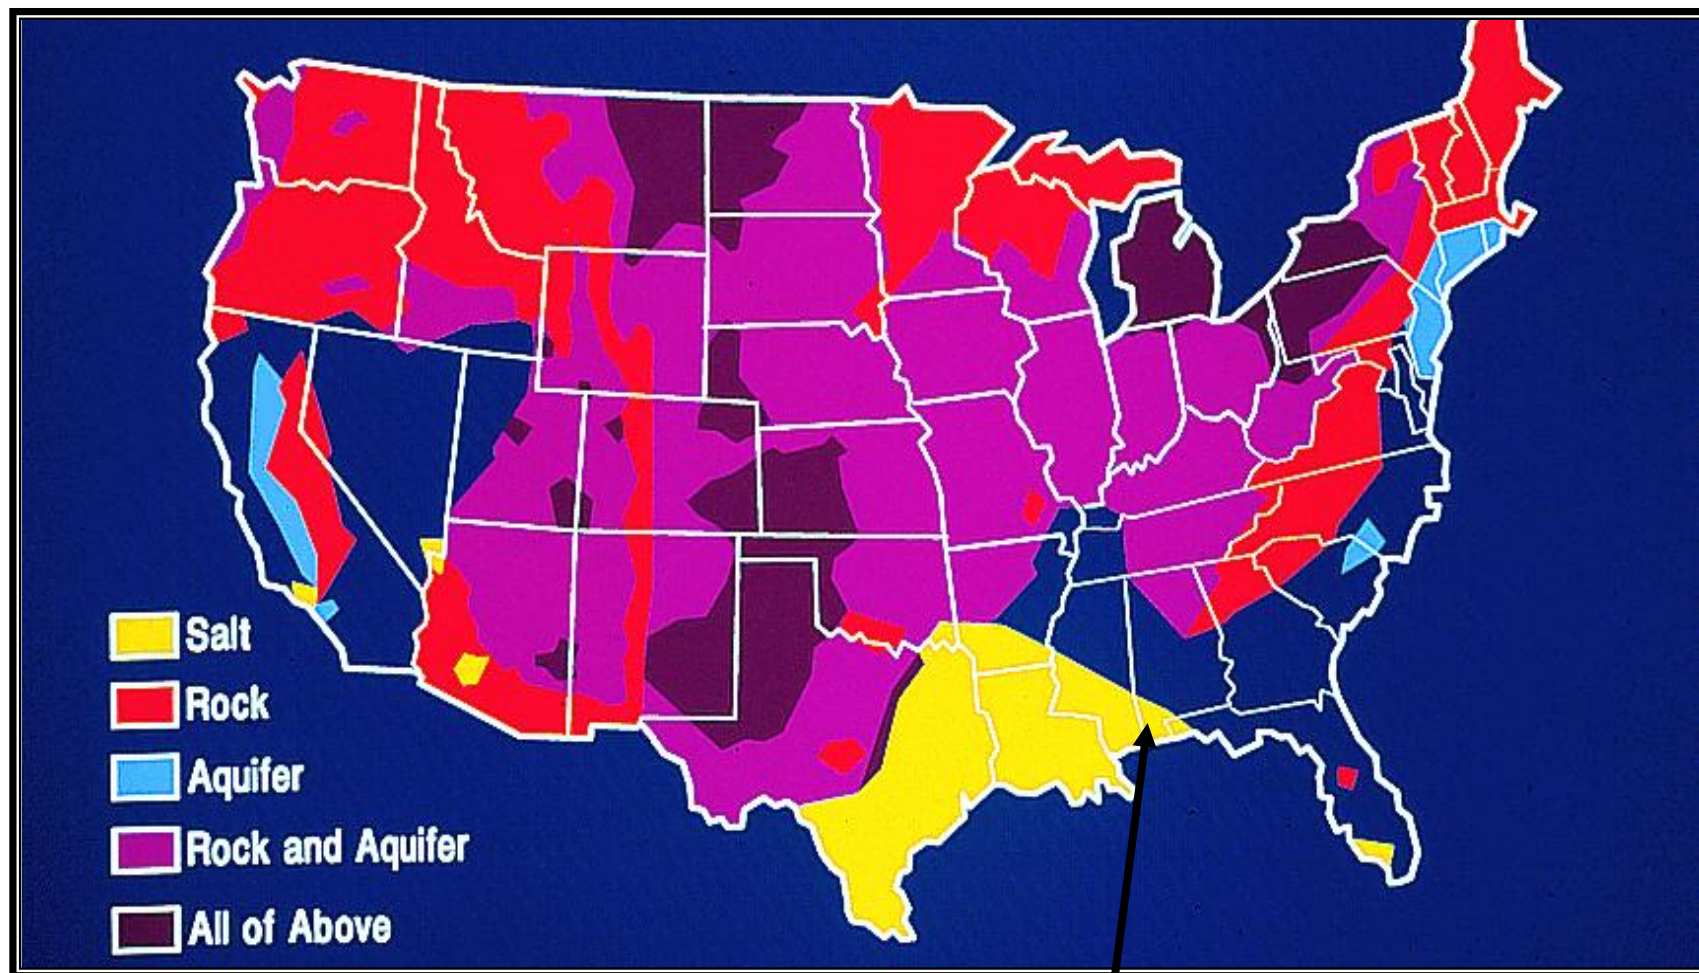 Salt
Rock
Aquifer
Rock and Aquifer
All of Above